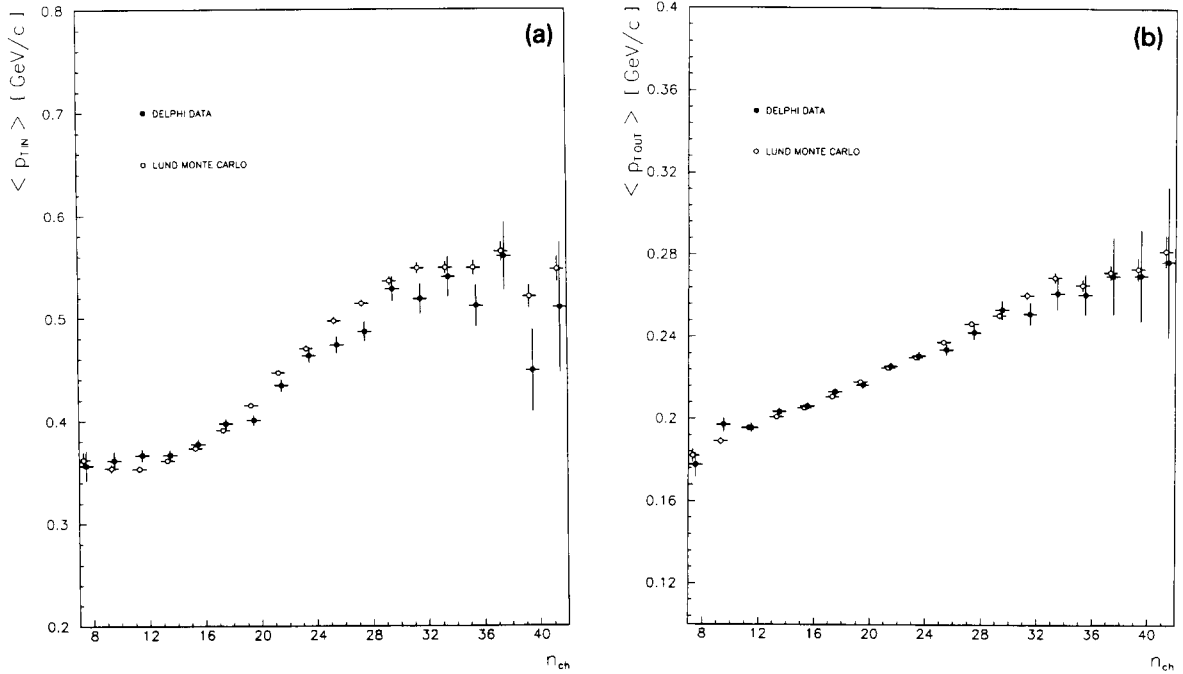 (a)
< p_T IN > [ GeV/c ]
0.8
0.7
0.6
0.5
0.4
0.3
0.2
DELPHI DATA
LUND MONTE CARLO
8 12 16 20 24 28 32 36 40
n_ch
(b)
< p_T OUT > [ GeV/c ]
0.4
0.36
0.32
0.28
0.24
0.2
0.16
0.12
DELPHI DATA
LUND MONTE CARLO
8 12 16 20 24 28 32 36 40
n_ch